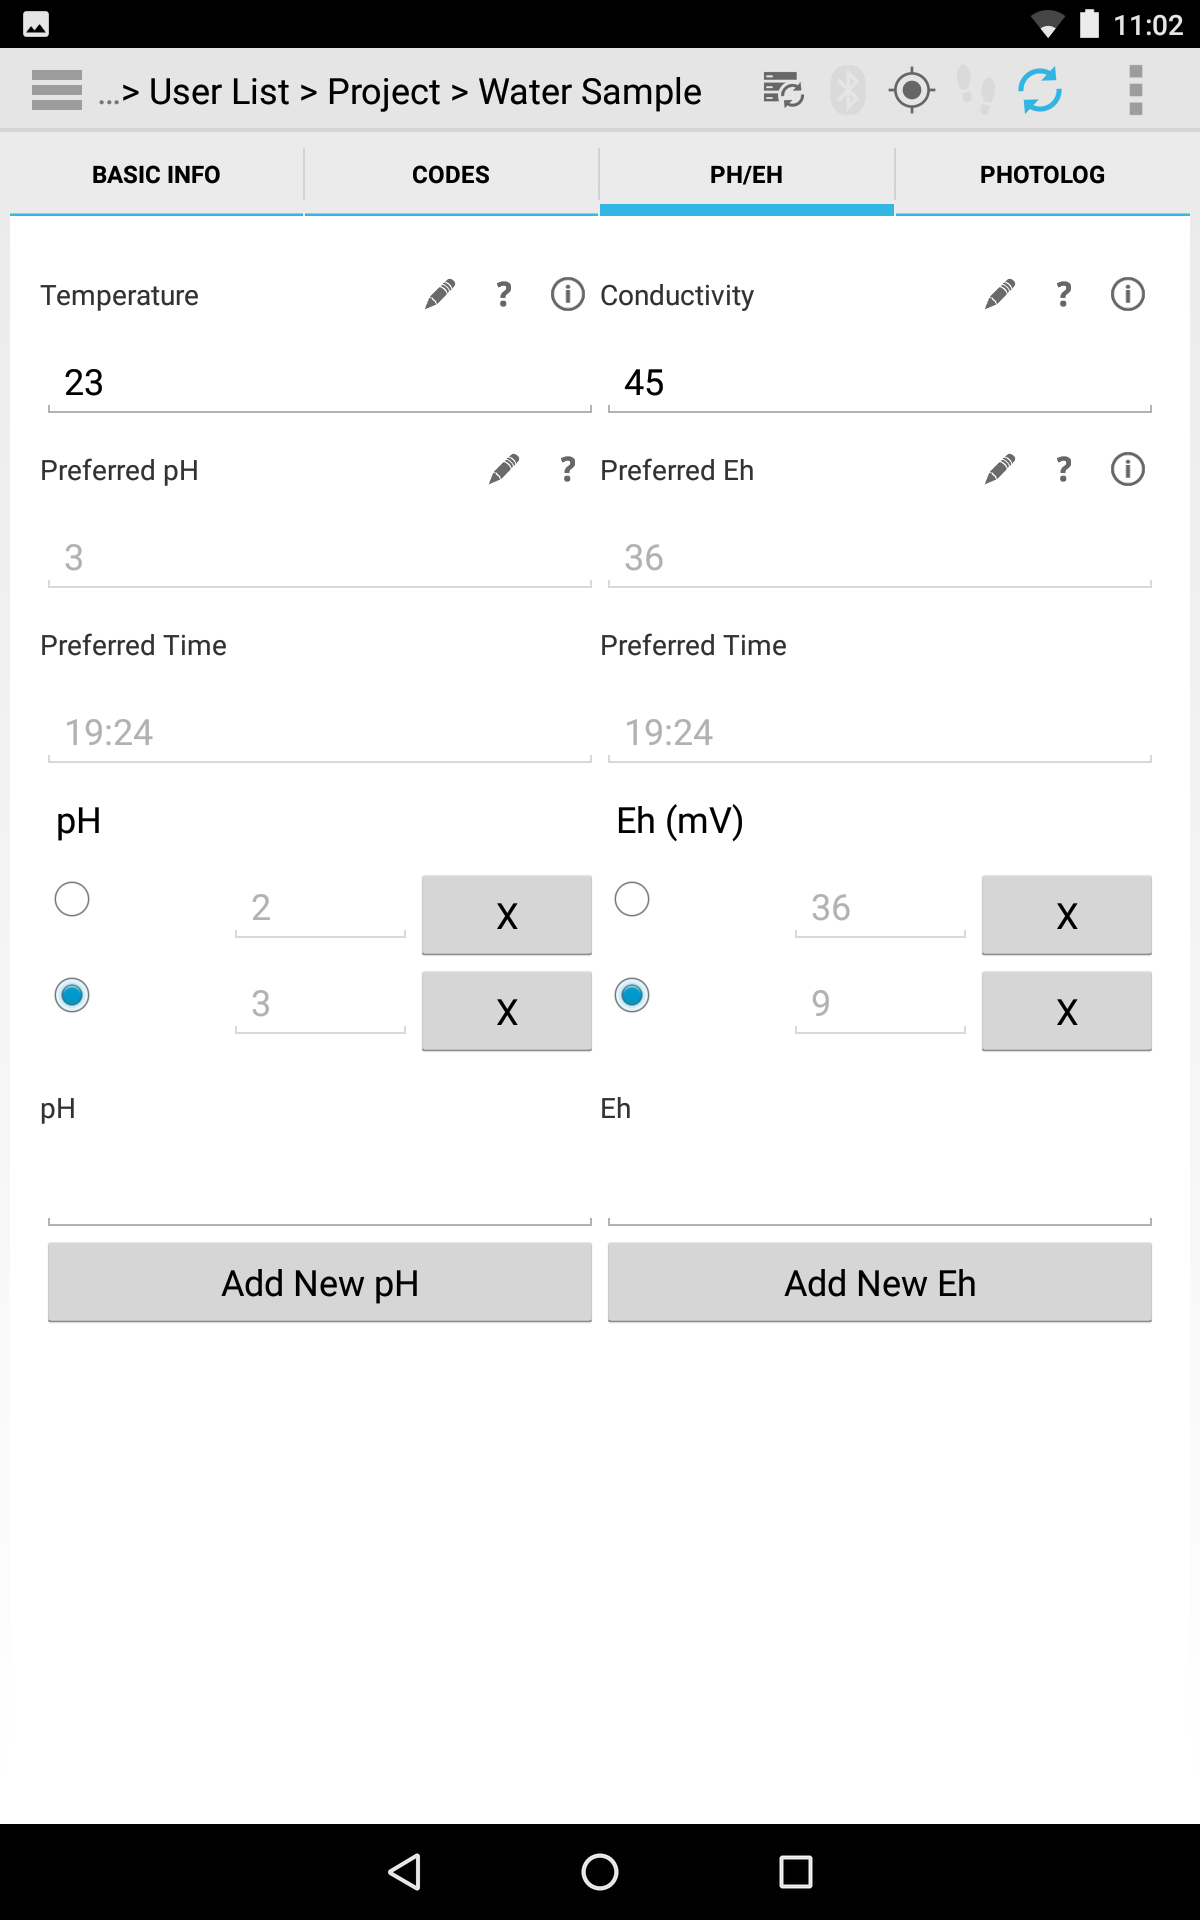 11:02
...> User List > Project > Water Sample
BASIC INFO CODES PH/EH PHOTOLOG
Temperature ? Conductivity ?
23 45
Preferred pH ? Preferred Eh ?
3 36
Preferred Time Preferred Time
19:24 19:24
pH Eh (mV)
2 X 36 X
3 X 9 X
pH Eh
Add New pH Add New Eh